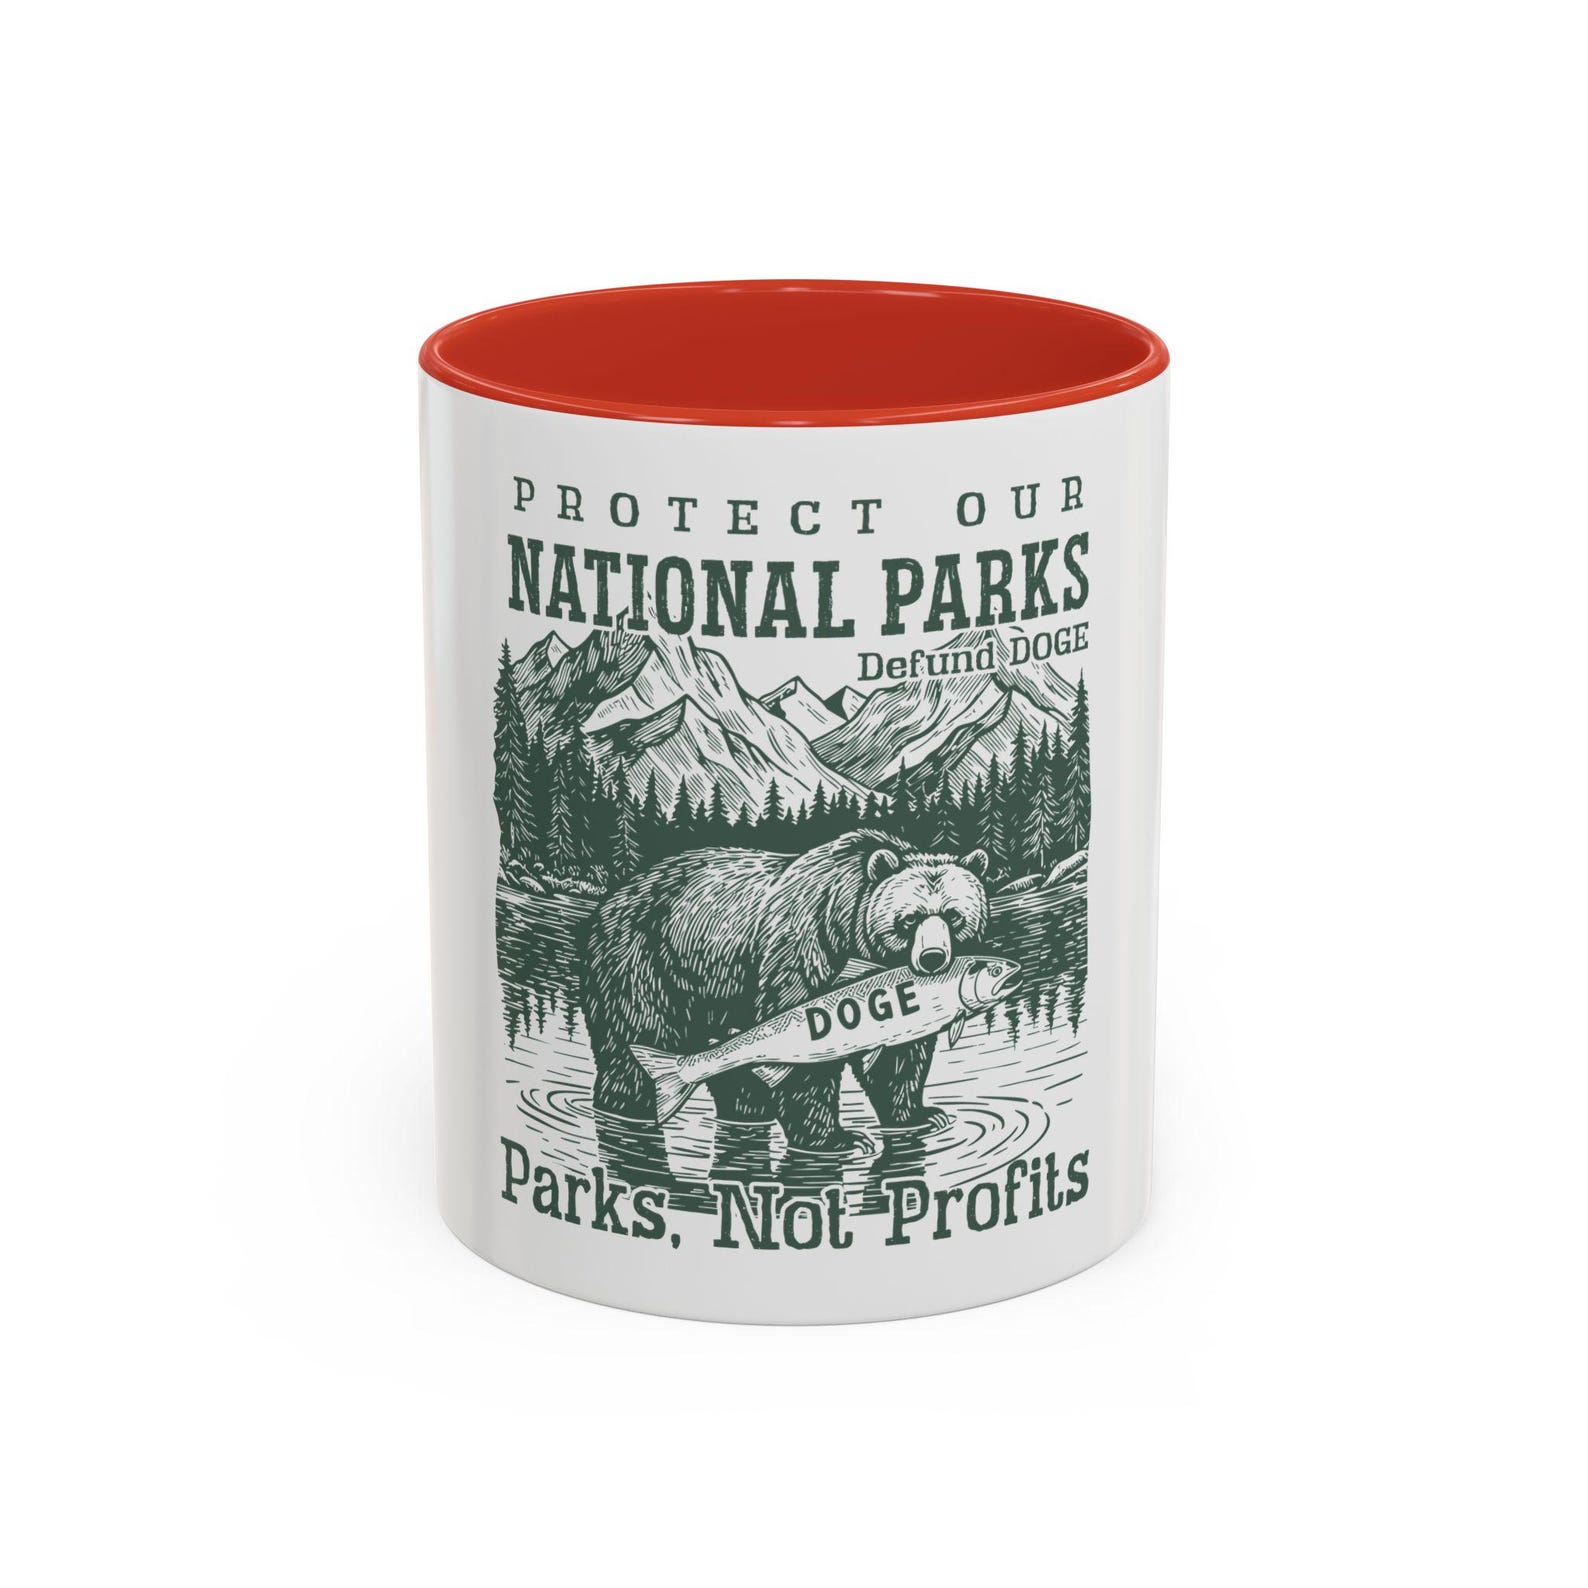 PROTECT OUR
NATIONAL PARKS
Defund DOGE
DOGE
Parks, Not Profits